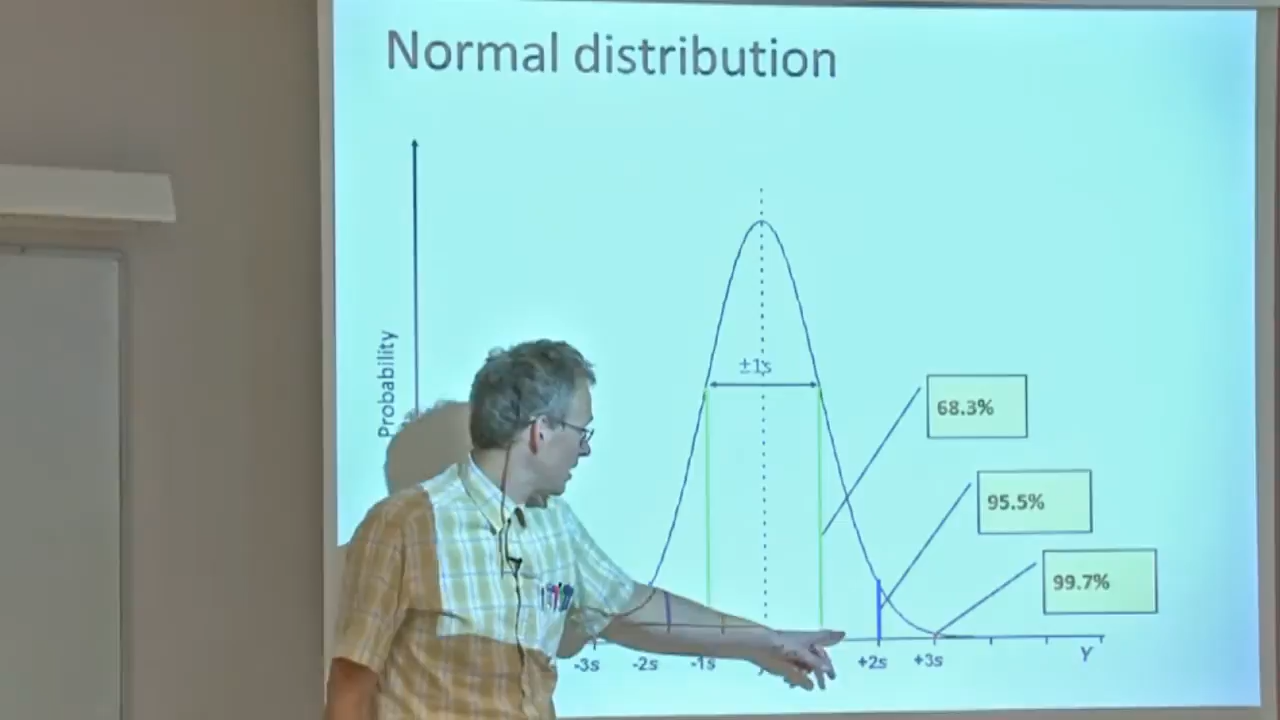 Normal distribution
Probability
±1s
68.3%
95.5%
99.7%
-3s
-2s
-1s
+2s
+3s
Y